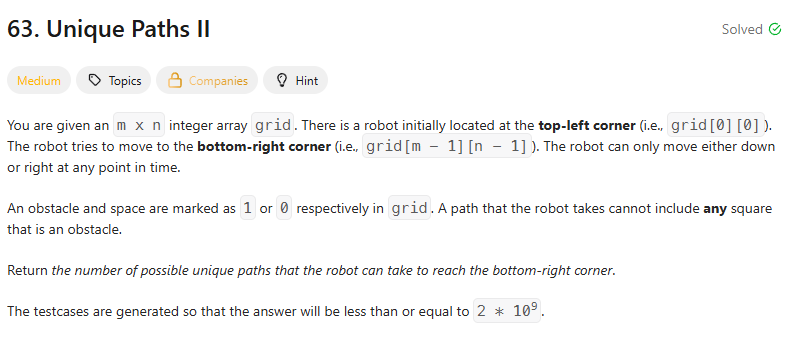 63. Unique Paths II
Solved
Medium
Topics
Companies
Hint
You are given an m x n integer array grid. There is a robot initially located at the top-left corner (i.e., grid[0][0]).
The robot tries to move to the bottom-right corner (i.e., grid[m - 1][n - 1]). The robot can only move either down
or right at any point in time.
An obstacle and space are marked as 1 or 0 respectively in grid. A path that the robot takes cannot include any square
that is an obstacle.
Return the number of possible unique paths that the robot can take to reach the bottom-right corner.
The testcases are generated so that the answer will be less than or equal to 2 * 10⁹.